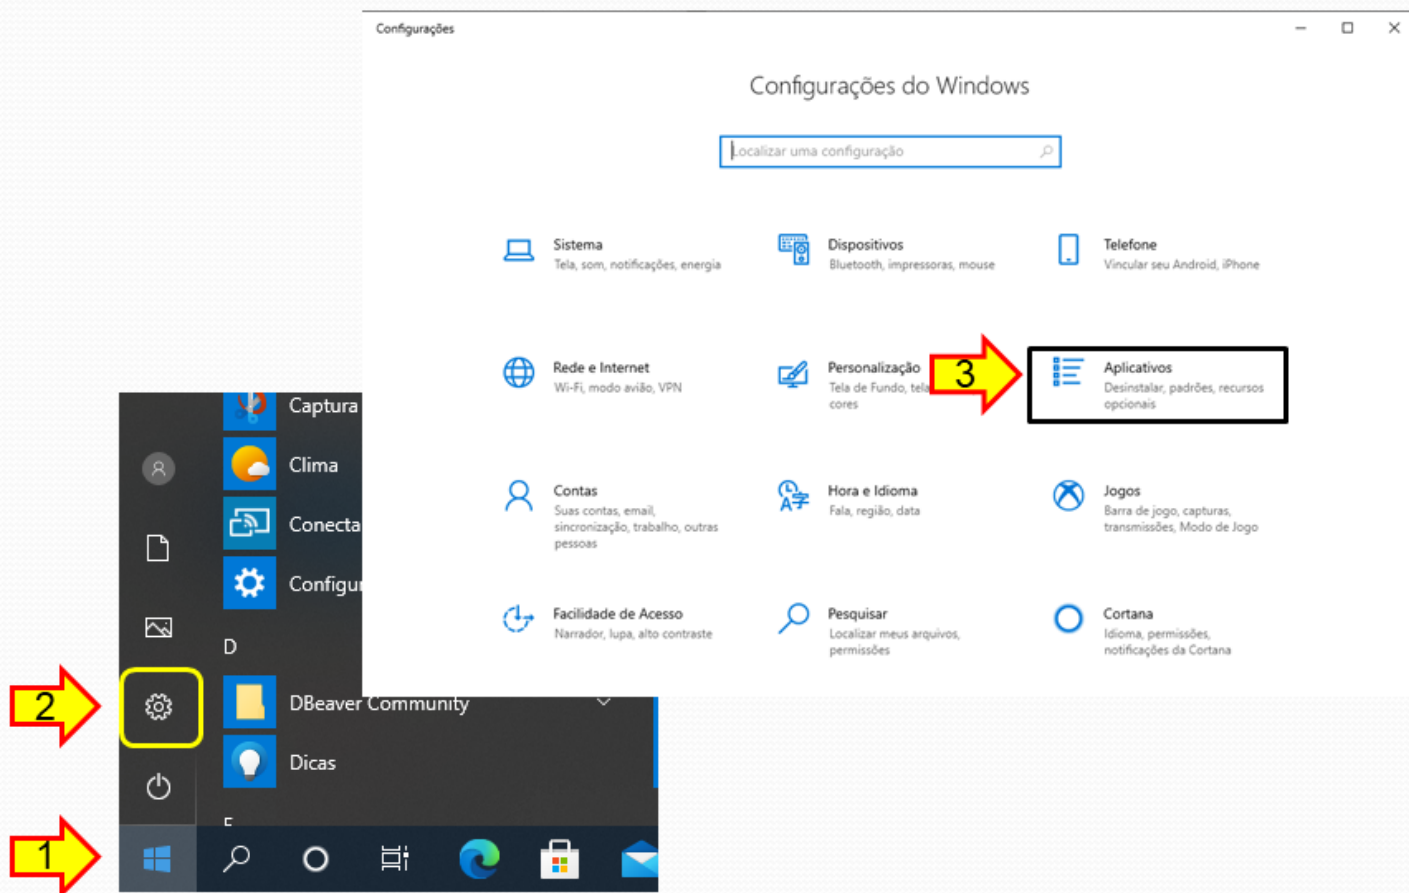 Configurações
Configurações do Windows
Localizar uma configuração
Sistema
Tela, som, notificações, energia
Dispositivos
Bluetooth, impressoras, mouse
Telefone
Vincular seu Android, iPhone
Rede e Internet
Wi-Fi, modo avião, VPN
Personalização
Tela de Fundo, tela
cores
3
Aplicativos
Desinstalar, padrões, recursos
opcionais
Contas
Suas contas, email,
sincronização, trabalho, outras
pessoas
Hora e Idioma
Fala, região, data
Jogos
Barra de jogo, capturas,
transmissões, Modo de Jogo
Facilidade de Acesso
Narrador, lupa, alto contraste
Pesquisar
Localizar meus arquivos,
permissões
Cortana
Idioma, permissões,
notificações da Cortana
Captura
Clima
Conecta
Configur
D
DBeaver Community
Dicas
2
1